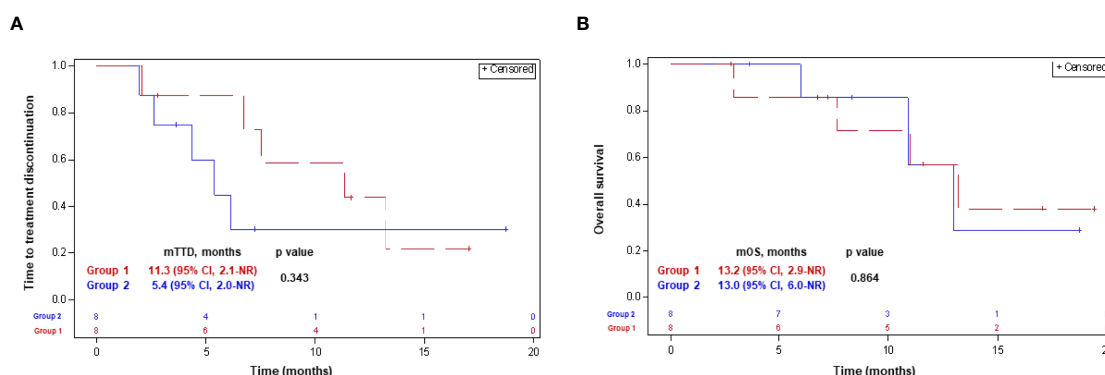 A
1.0
0.8
0.6
0.4
0.2
0.0
Time to treatment discontinuation
+ Censored
mTTD, months p value
Group 1 11.3 (95% CI, 2.1-NR)
Group 2 5.4 (95% CI, 2.0-NR)
0.343
Group 2 8 4 1 1 0
Group 1 8 6 4 1 0
0 5 10 15 20
Time (months)
B
1.0
0.8
0.6
0.4
0.2
0.0
Overall survival
+ Censored
mOS, months p value
Group 1 13.2 (95% CI, 2.9-NR)
Group 2 13.0 (95% CI, 6.0-NR)
0.864
Group 2 8 7 3 1
Group 1 8 6 5 2
0 5 10 15 20
Time (months)